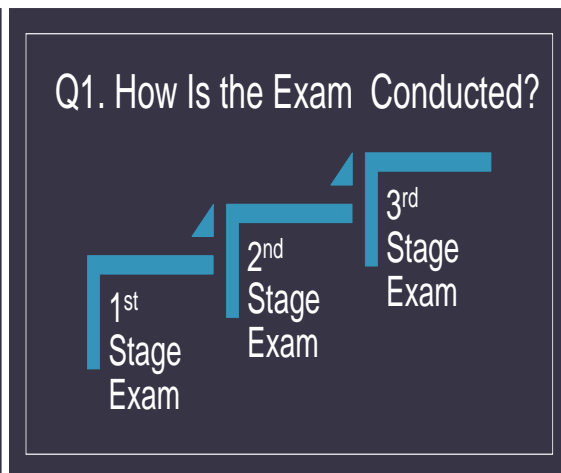 Q1. How Is the Exam Conducted?
1st
Stage
Exam
2nd
Stage
Exam
3rd
Stage
Exam